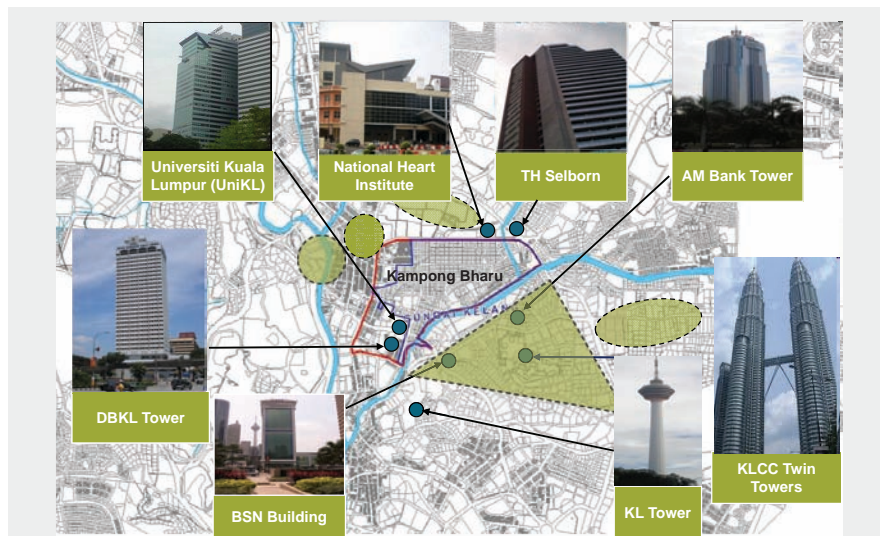 Universiti Kuala
Lumpur (UniKL)
National Heart
Institute
TH Selborn
AM Bank Tower
Kampong Bharu
SUNGAI KELAN
DBKL Tower
BSN Building
KL Tower
KLCC Twin
Towers